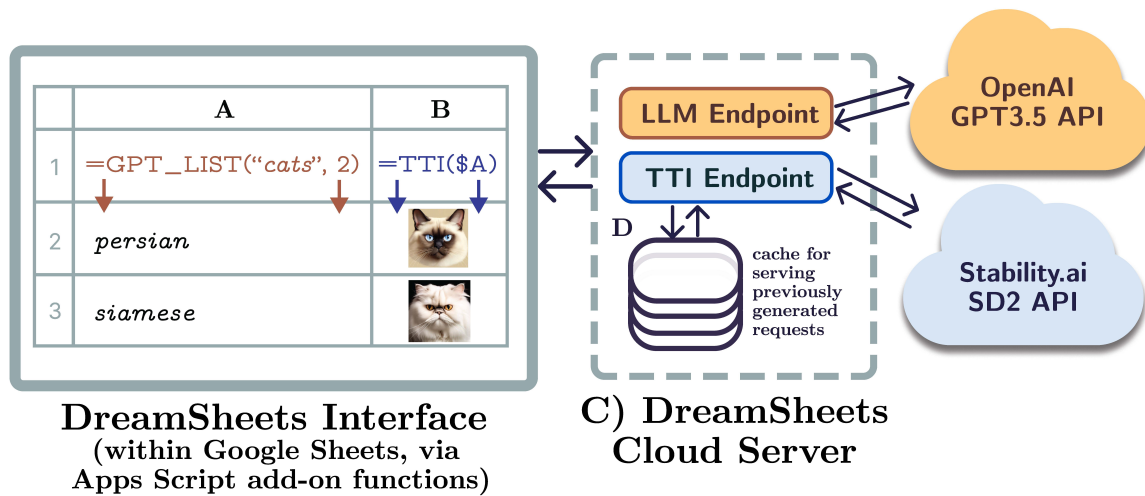 A B
1 =GPT_LIST(“cats”, 2) =TTI($A)
2 persian
3 siamese
DreamSheets Interface
(within Google Sheets, via
Apps Script add-on functions)
LLM Endpoint
TTI Endpoint
D
cache for
serving
previously
generated
requests
C) DreamSheets
Cloud Server
OpenAI
GPT3.5 API
Stability.ai
SD2 API